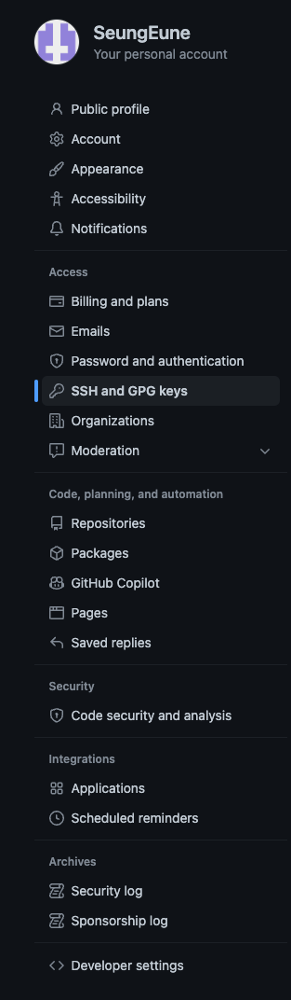 SeungEune
Your personal account
Public profile
Account
Appearance
Accessibility
Notifications
Access
Billing and plans
Emails
Password and authentication
SSH and GPG keys
Organizations
Moderation
Code, planning, and automation
Repositories
Packages
GitHub Copilot
Pages
Saved replies
Security
Code security and analysis
Integrations
Applications
Scheduled reminders
Archives
Security log
Sponsorship log
Developer settings